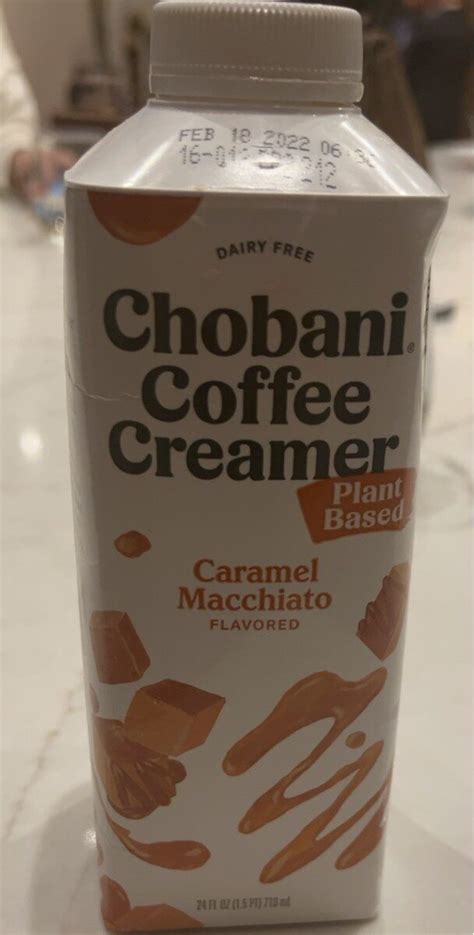 FEB 18 2022 06
DAIRY FREE
Chobani®
Coffee
Creamer
Plant
Based
Caramel
Macchiato
FLAVORED
24 FL OZ (1.5 PT) 710 ml